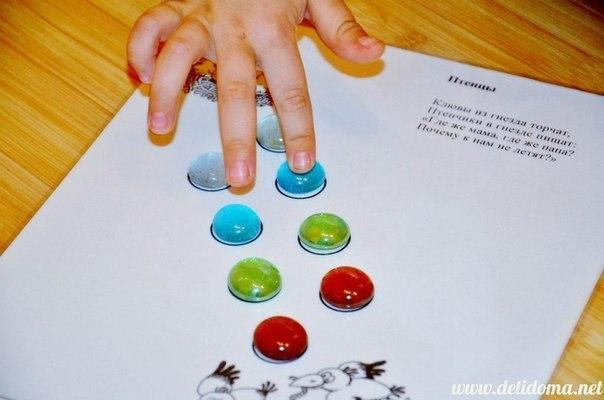 Птенцы
Клювы из гнезда торчат.
Птенчики в гнезде пищат:
«Где же мама, где же папа?
Почему к нам не летят?»
www.detidoma.net